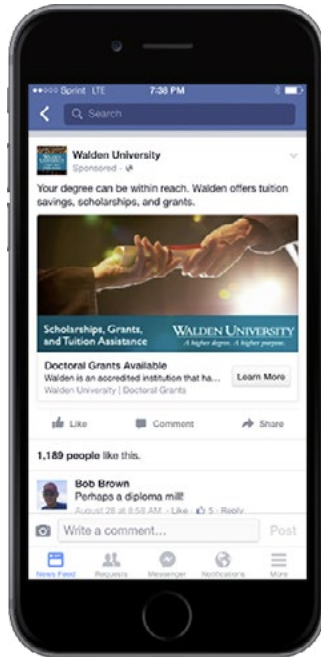 Sprint LTE 7:38 PM
Search
Walden University
Sponsored
Your degree can be within reach. Walden offers tuition
savings, scholarships, and grants.
Scholarships, Grants,
and Tuition Assistance
WALDEN UNIVERSITY
A higher degree. A higher purpose.
Doctoral Grants Available
Walden is an accredited institution that ha...
Learn More
Walden University | Doctoral Grants
Like Comment Share
1,189 people like this.
Bob Brown
Perhaps a diploma mill!
August 28 at 8:58 AM · Like · 5 · Reply
Write a comment... Post
News Feed Requests Messenger Notifications More